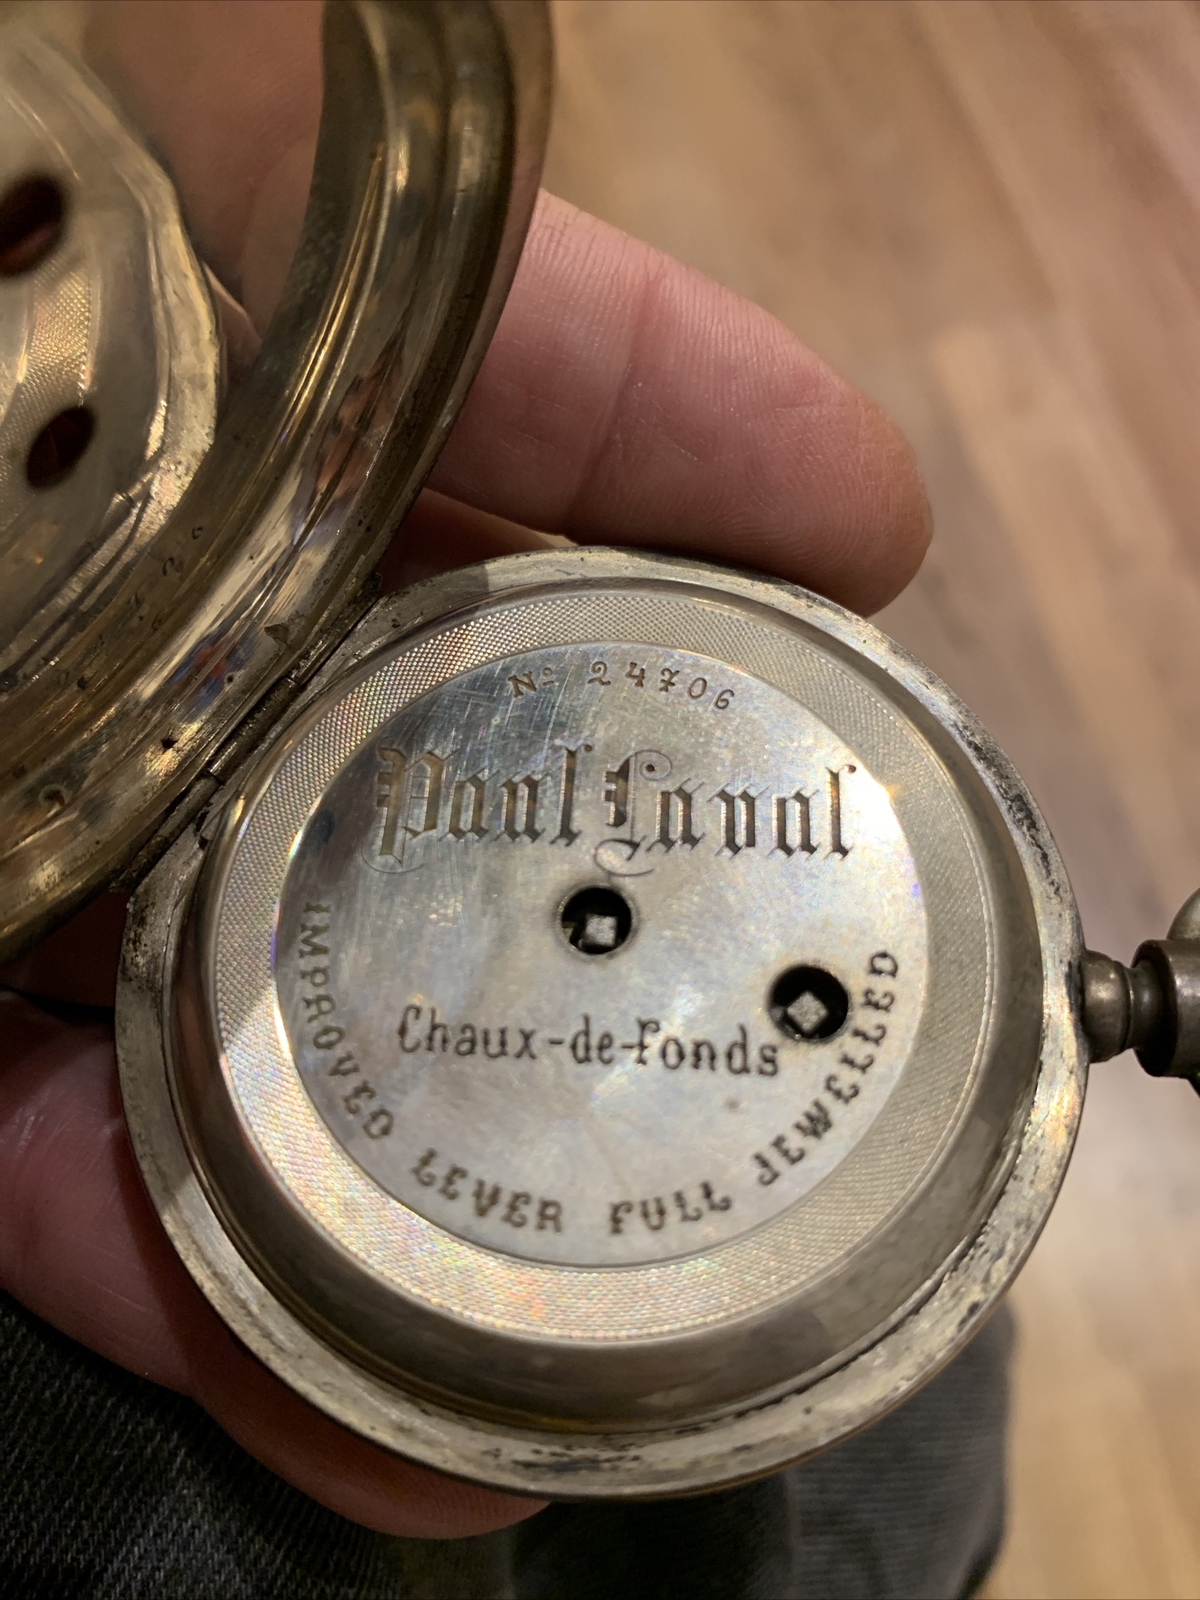 Nº 24706
Paul Laval
Chaux-de-Fonds
IMPROVED LEVER FULL JEWELLED